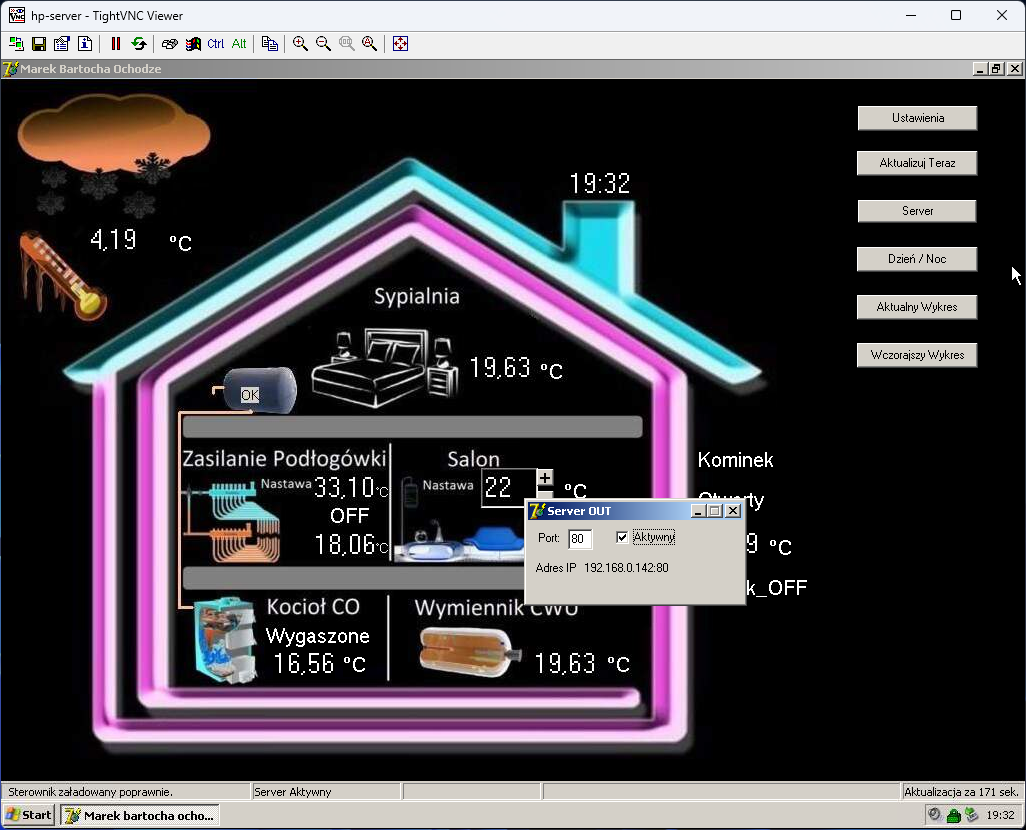 hp-server - TightVNC Viewer
Ctrl Alt
Marek Bartocha Ochodze
Ustawienia
Aktualizuj Teraz
Server
Dzień / Noc
Aktualny Wykres
Wczorajszy Wykres
19:32
4,19 °C
Sypialnia
19,63 °C
OK
Zasilanie Podłogówki
Nastawa 33,10 °C
OFF
18,06 °C
Salon
Nastawa 22 + °C
Kominek
Otwarty
9 °C
k_OFF
Server OUT
Port: 80 Aktywny
Adres IP 192.168.0.142:80
Kocioł CO
Wygaszone
16,56 °C
Wymiennik CWU
19,63 °C
Sterownik załadowany poprawnie.
Server Aktywny
Aktualizacja za 171 sek.
Start
Marek bartocha ocho...
19:32